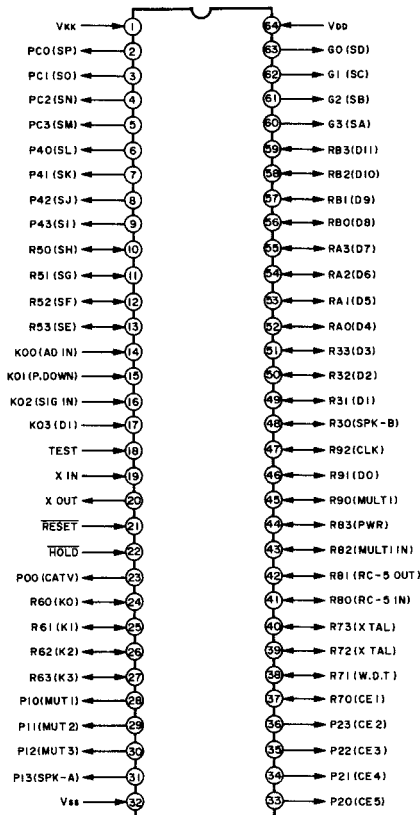 VKK 1
PC0(SP) 2
PC1(SO) 3
PC2(SN) 4
PC3(SM) 5
P40(SL) 6
P41(SK) 7
P42(SJ) 8
P43(SI) 9
R50(SH) 10
R51(SG) 11
R52(SF) 12
R53(SE) 13
K00(AD IN) 14
K01(P.DOWN) 15
K02(SIG IN) 16
K03(DI) 17
TEST 18
X IN 19
X OUT 20
RESET 21
HOLD 22
P00(CATV) 23
R60(K0) 24
R61(K1) 25
R62(K2) 26
R63(K3) 27
P10(MUT1) 28
P11(MUT2) 29
P12(MUT3) 30
P13(SPK-A) 31
Vss 32
64 VDD
63 G0(SD)
62 G1(SC)
61 G2(SB)
60 G3(SA)
59 RB3(D11)
58 RB2(D10)
57 RB1(D9)
56 RB0(D8)
55 RA3(D7)
54 RA2(D6)
53 RA1(D5)
52 RA0(D4)
51 R33(D3)
50 R32(D2)
49 R31(D1)
48 R30(SPK-B)
47 R92(CLK)
46 R91(DO)
45 R90(MULTI)
44 R83(PWR)
43 R82(MULTI IN)
42 R81(RC-5 OUT)
41 R80(RC-5 IN)
40 R73(X TAL)
39 R72(X TAL)
38 R71(W.D.T)
37 R70(CE1)
36 P23(CE2)
35 P22(CE3)
34 P21(CE4)
33 P20(CE5)